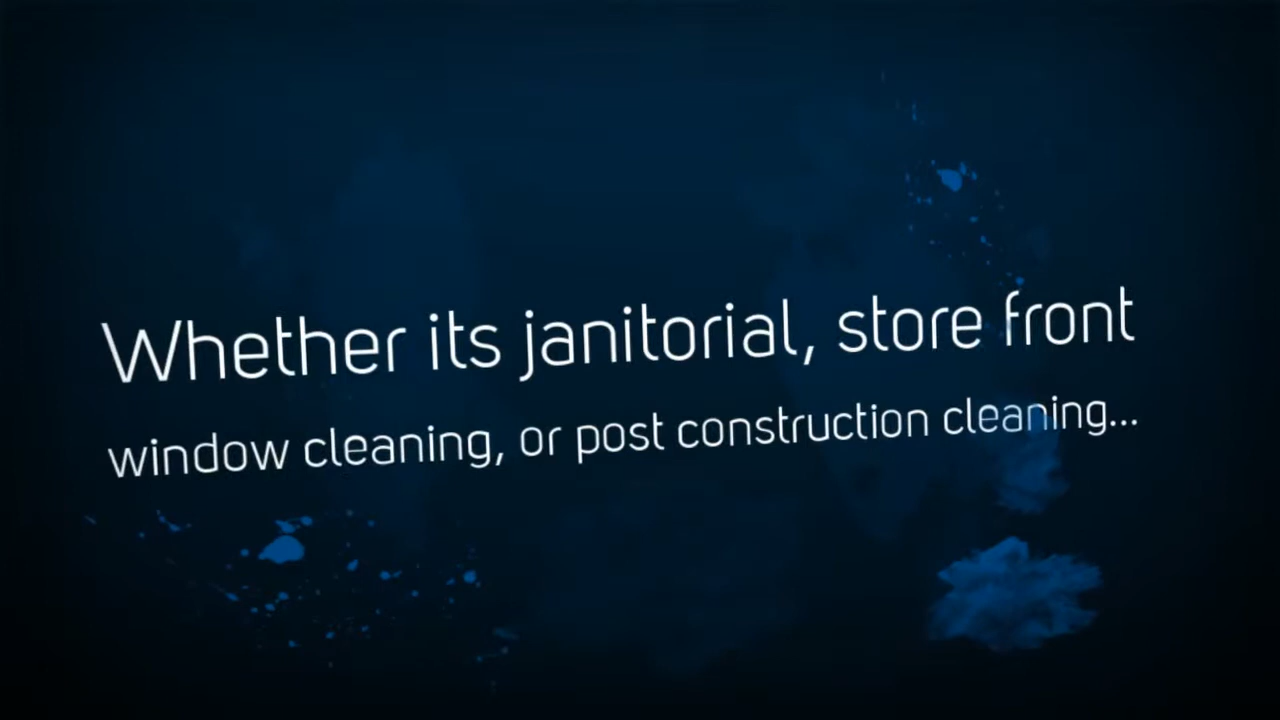 Whether its janitorial, store front
window cleaning, or post construction cleaning...